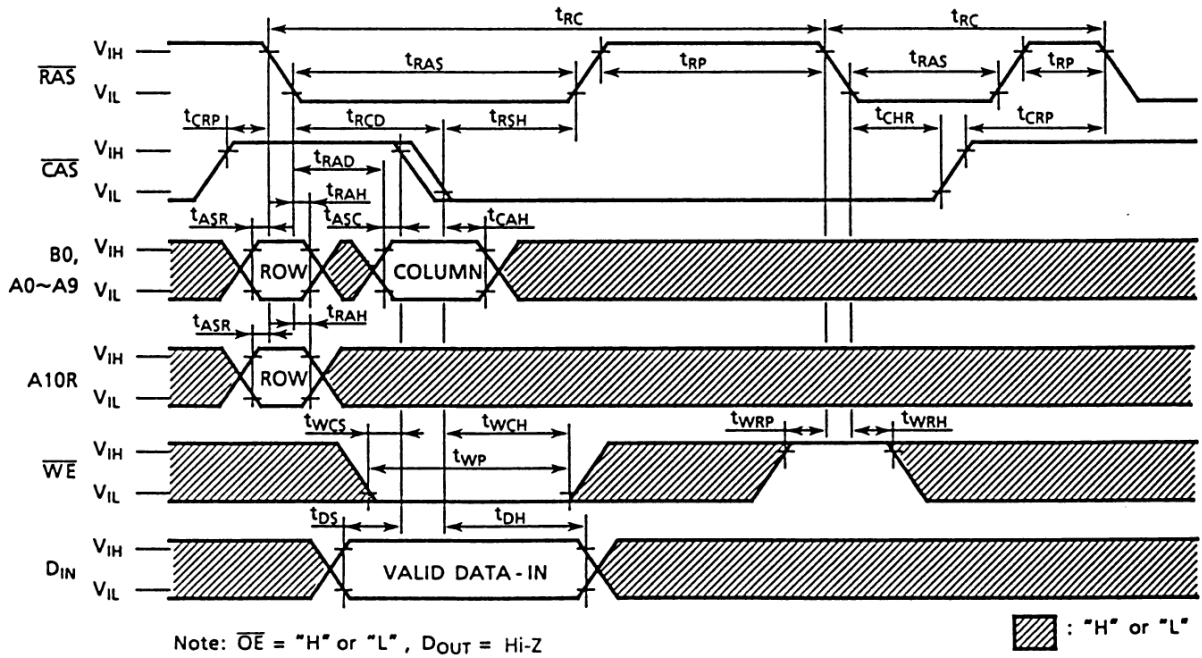 tRC tRC
RAS VIH VIL tRAS tRP tRAS tRP
tCRP tRCD tRSH tCHR tCRP
CAS VIH VIL tRAD
tRAH
tASR tASC tCAH
B0, A0~A9 VIH VIL ROW COLUMN
tASR tRAH
A10R VIH VIL ROW
tWCS tWCH tWRP tWRH
WE VIH VIL tWP
tDS tDH
DIN VIH VIL VALID DATA - IN
Note: OE = "H" or "L" , DOUT = Hi-Z
: "H" or "L"